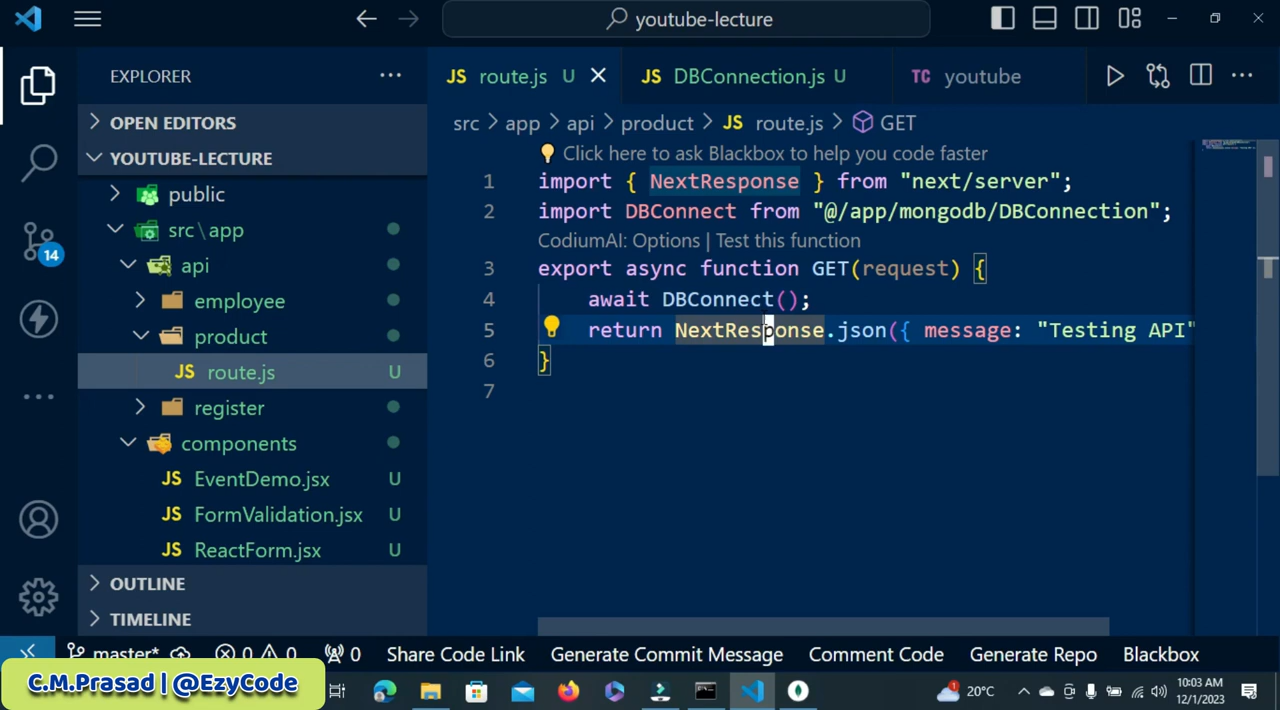 youtube-lecture
EXPLORER
route.js U
DBConnection.js U
TC youtube
src > app > api > product > JS route.js > GET
OPEN EDITORS
YOUTUBE-LECTURE
public
src\app
api
employee
product
JS route.js U
register
components
JS EventDemo.jsx U
JS FormValidation.jsx U
JS ReactForm.jsx U
OUTLINE
TIMELINE
14
Click here to ask Blackbox to help you code faster
1 import { NextResponse } from "next/server";
2 import DBConnect from "@/app/mongodb/DBConnection";
CodiumAI: Options | Test this function
3 export async function GET(request) {
4 await DBConnect();
5 return NextResponse.json({ message: "Testing API"
6 }
7
master* 0 0 0 Share Code Link Generate Commit Message Comment Code Generate Repo Blackbox
C.M.Prasad | @EzyCode
20°C
10:03 AM
12/1/2023